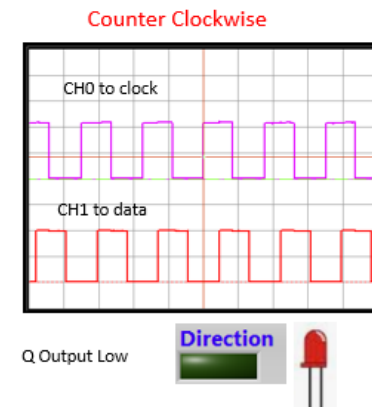 Counter Clockwise
CH0 to clock
CH1 to data
Direction
Q Output Low